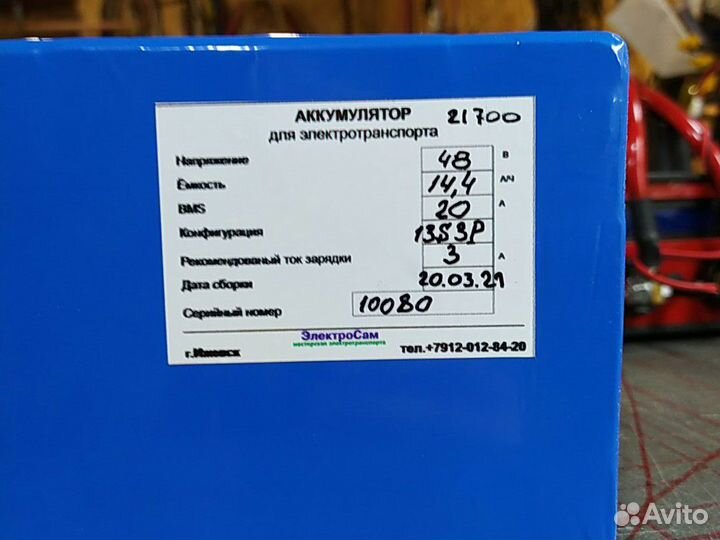 АККУМУЛЯТОР 21700
для электротранспорта
Напряжение 48 В
Ёмкость 14,4 А/Ч
BMS 20 А
Конфигурация 13S3P
Рекомендованый ток зарядки 3 А
Дата сборки 20.03.21
Серийный номер 10080
ЭлектроСам
мастерская электротранспорта
г.Ижевск тел.+7912-012-84-20
Avito